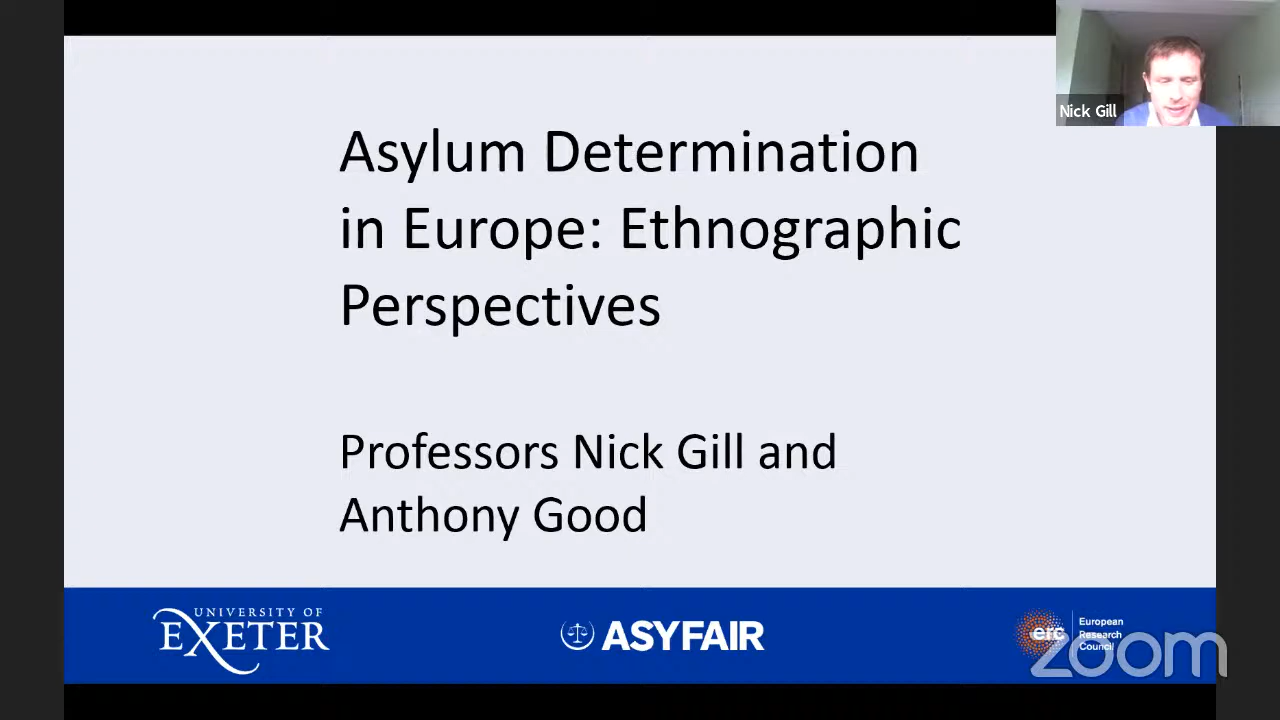 Nick Gill
Asylum Determination
in Europe: Ethnographic
Perspectives
Professors Nick Gill and
Anthony Good
UNIVERSITY OF
EXETER
ASYFAIR
erc
European
Research
Council
zoom